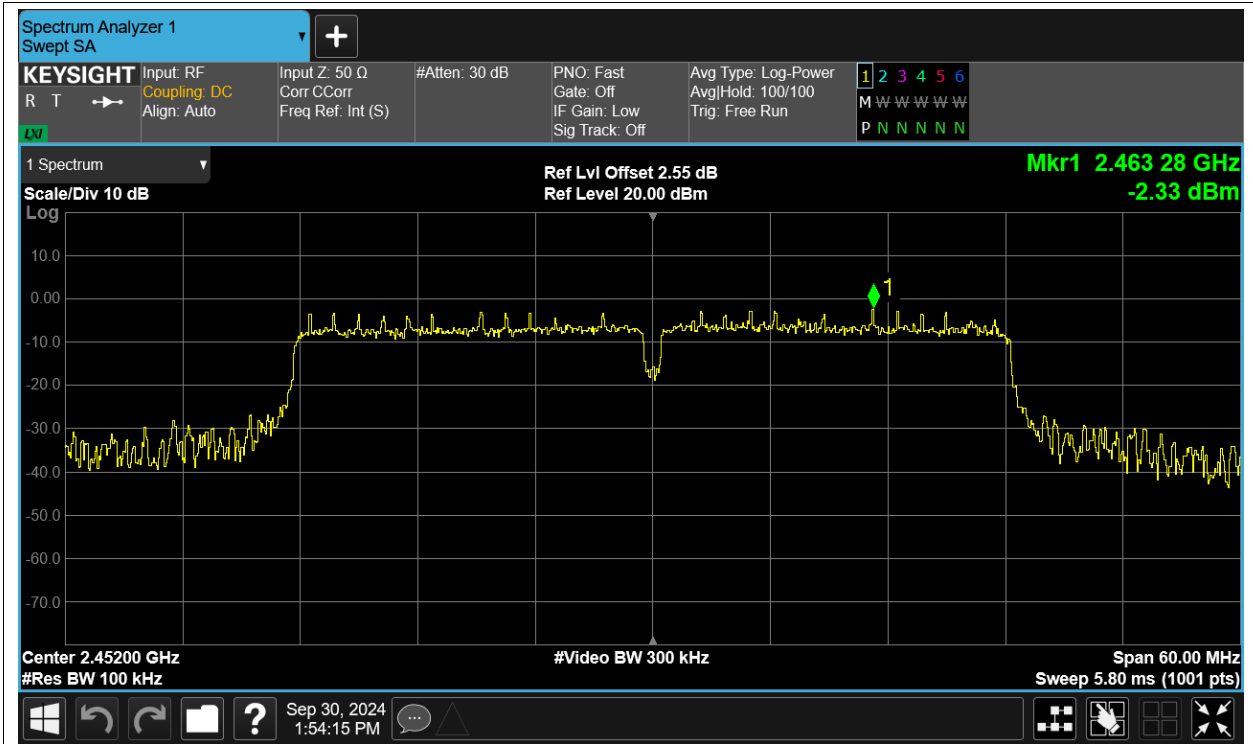 Spectrum Analyzer 1
Swept SA
KEYSIGHT
R T
LXI
Input: RF
Coupling: DC
Align: Auto
Input Z: 50 Ω
Corr CCorr
Freq Ref: Int (S)
#Atten: 30 dB
PNO: Fast
Gate: Off
IF Gain: Low
Sig Track: Off
Avg Type: Log-Power
Avg|Hold: 100/100
Trig: Free Run
1 2 3 4 5 6
M W W W W W
P N N N N N
1 Spectrum
Scale/Div 10 dB
Log
Ref Lvl Offset 2.55 dB
Ref Level 20.00 dBm
Mkr1 2.463 28 GHz
-2.33 dBm
10.0
0.00
-10.0
-20.0
-30.0
-40.0
-50.0
-60.0
-70.0
1
Center 2.45200 GHz
#Res BW 100 kHz
#Video BW 300 kHz
Span 60.00 MHz
Sweep 5.80 ms (1001 pts)
?
Sep 30, 2024
1:54:15 PM